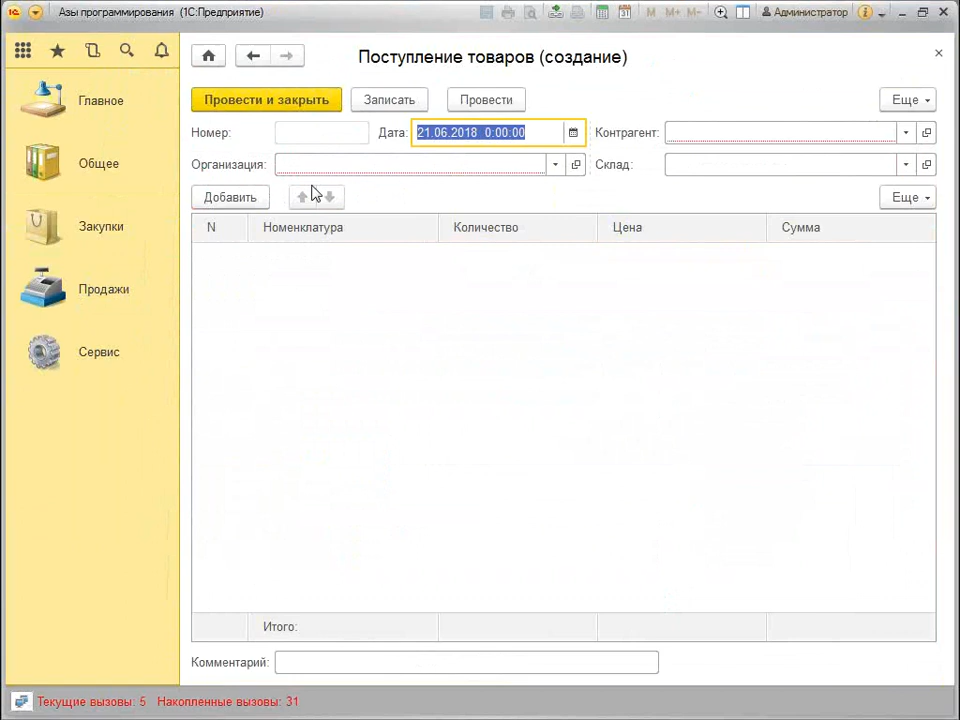 Азы программирования (1С:Предприятие)
M M+ M- Администратор
Поступление товаров (создание)
Главное
Общее
Закупки
Продажи
Сервис
Провести и закрыть Записать Провести Еще
Номер: Дата: 21.06.2018 0:00:00 Контрагент:
Организация: Склад:
Добавить Еще
N Номенклатура Количество Цена Сумма
Итого:
Комментарий:
Текущие вызовы: 5 Накопленные вызовы: 31